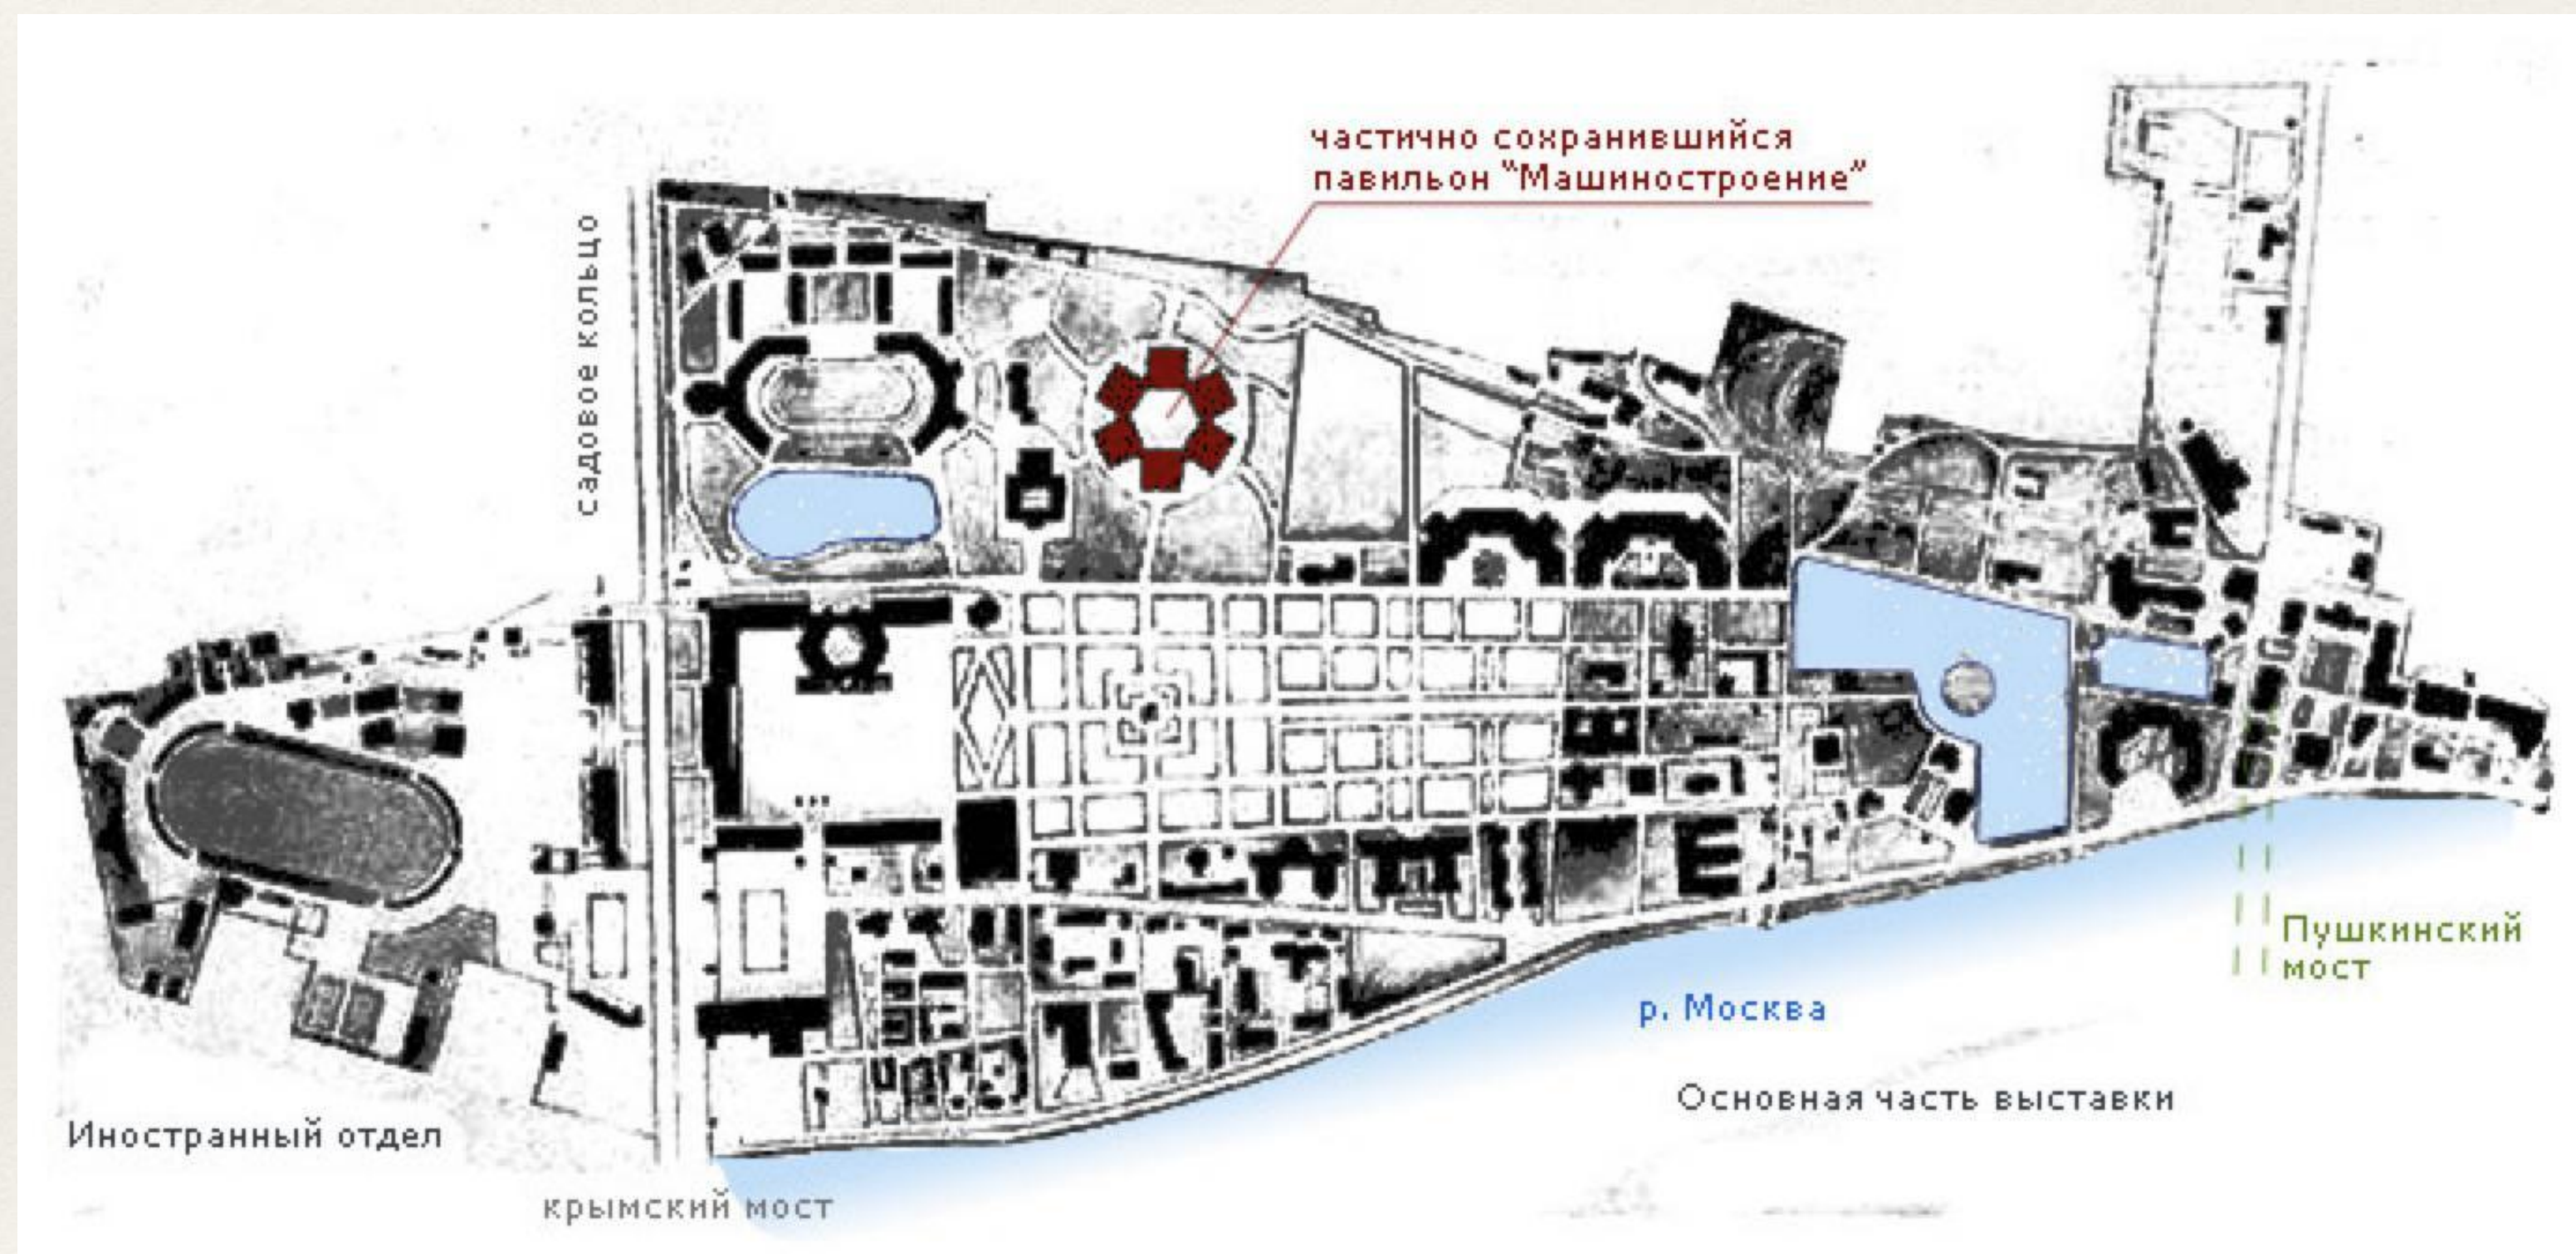 частично сохранившийся
павильон "Машиностроение"
садовое кольцо
Пушкинский
мост
р. Москва
Основная часть выставки
Иностранный отдел
крымский мост